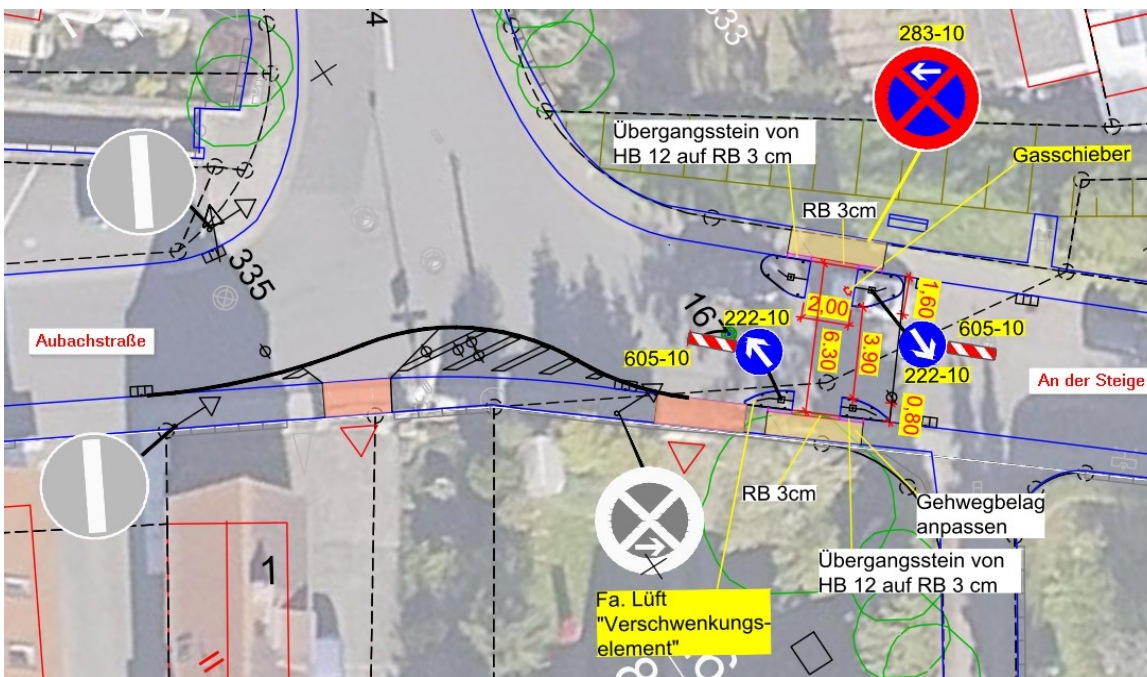 283-10
Übergangsstein von
HB 12 auf RB 3 cm
Gasschieber
RB 3cm
335
Aubachstraße
16
222-10
605-10
2,00
6.30
3.90
1,60
605-10
222-10
An der Steige
0,80
RB 3cm
Gehwegbelag
anpassen
Übergangsstein von
HB 12 auf RB 3 cm
Fa. Lüft
"Verschwenkungs-
element"
1